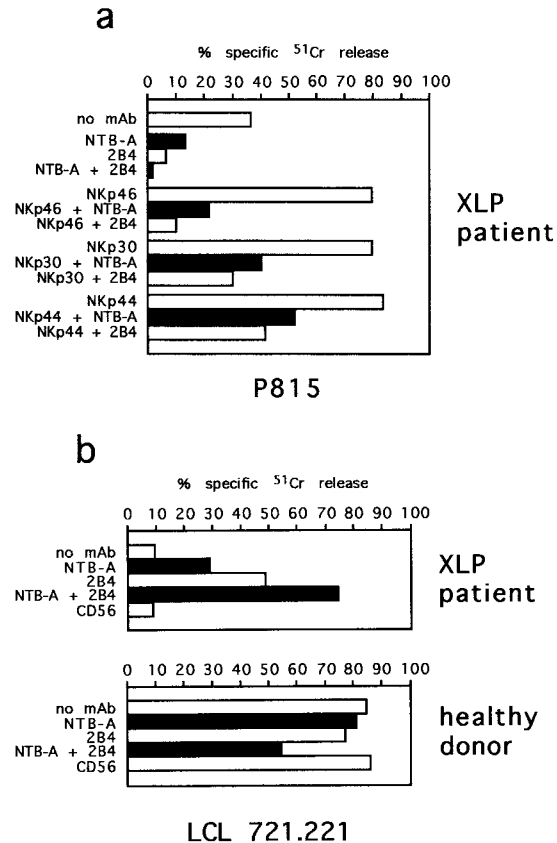 a
% specific 51Cr release
0 10 20 30 40 50 60 70 80 90 100
no mAb
NTB-A
2B4
NTB-A + 2B4
NKp46
NKp46 + NTB-A
NKp46 + 2B4
NKp30
NKp30 + NTB-A
NKp30 + 2B4
NKp44
NKp44 + NTB-A
NKp44 + 2B4
XLP
patient
P815
b
% specific 51Cr release
0 10 20 30 40 50 60 70 80 90 100
no mAb
NTB-A
2B4
NTB-A + 2B4
CD56
XLP
patient
0 10 20 30 40 50 60 70 80 90 100
no mAb
NTB-A
2B4
NTB-A + 2B4
CD56
healthy
donor
LCL 721.221